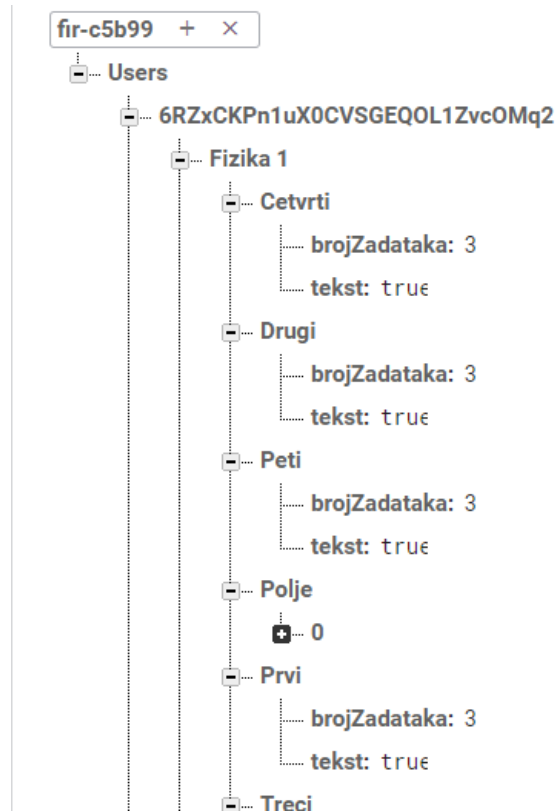 fir-c5b99 + ×
Users
6RZxCKPn1uX0CVSGEQOL1ZvcOMq2
Fizika 1
Cetvrti
brojZadataka: 3
tekst: true
Drugi
brojZadataka: 3
tekst: true
Peti
brojZadataka: 3
tekst: true
Polje
0
Prvi
brojZadataka: 3
tekst: true
Treci